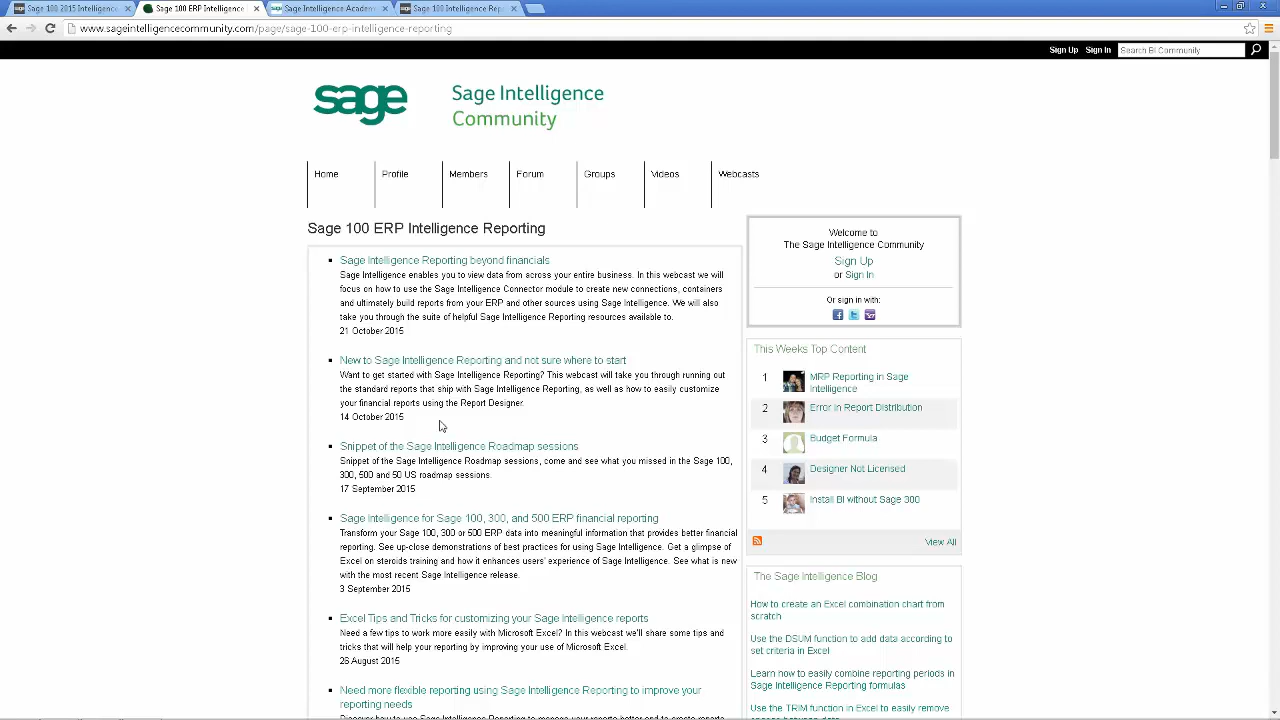 Sage 100 2015 Intelligence
Sage 100 ERP Intelligence
Sage Intelligence Academ
Sage 100 Intelligence Rep
www.sageintelligencecommunity.com/page/sage-100-erp-intelligence-reporting
Sign Up
Sign In
Search BI Community
sage
Sage Intelligence
Community
Home
Profile
Members
Forum
Groups
Videos
Webcasts
Sage 100 ERP Intelligence Reporting
Sage Intelligence Reporting beyond financials
Sage Intelligence enables you to view data from across your entire business. In this webcast we will
focus on how to use the Sage Intelligence Connector module to create new connections, containers
and ultimately build reports from your ERP and other sources using Sage Intelligence. We will also
take you through the suite of helpful Sage Intelligence Reporting resources available to.
21 October 2015
New to Sage Intelligence Reporting and not sure where to start
Want to get started with Sage Intelligence Reporting? This webcast will take you through running out
the standard reports that ship with Sage Intelligence Reporting, as well as how to easily customize
your financial reports using the Report Designer.
14 October 2015
Snippet of the Sage Intelligence Roadmap sessions
Snippet of the Sage Intelligence Roadmap sessions, come and see what you missed in the Sage 100,
300, 500 and 50 US roadmap sessions.
17 September 2015
Sage Intelligence for Sage 100, 300, and 500 ERP financial reporting
Transform your Sage 100, 300 or 500 ERP data into meaningful information that provides better financial
reporting. See up-close demonstrations of best practices for using Sage Intelligence. Get a glimpse of
Excel on steroids training and how it enhances users' experience of Sage Intelligence. See what is new
with the most recent Sage Intelligence release.
3 September 2015
Excel Tips and Tricks for customizing your Sage Intelligence reports
Need a few tips to work more easily with Microsoft Excel? In this webcast we'll share some tips and
tricks that will help your reporting by improving your use of Microsoft Excel.
26 August 2015
Need more flexible reporting using Sage Intelligence Reporting to improve your
reporting needs
Discover how to use Sage Intelligence Reporting to manage your reports better and to create reports
Welcome to
The Sage Intelligence Community
Sign Up
or Sign In
Or sign in with:
This Weeks Top Content
1 MRP Reporting in Sage
Intelligence
2 Error in Report Distribution
3 Budget Formula
4 Designer Not Licensed
5 Install BI without Sage 300
View All
The Sage Intelligence Blog
How to create an Excel combination chart from
scratch
Use the DSUM function to add data according to
set criteria in Excel
Learn how to easily combine reporting periods in
Sage Intelligence Reporting formulas
Use the TRIM function in Excel to easily remove